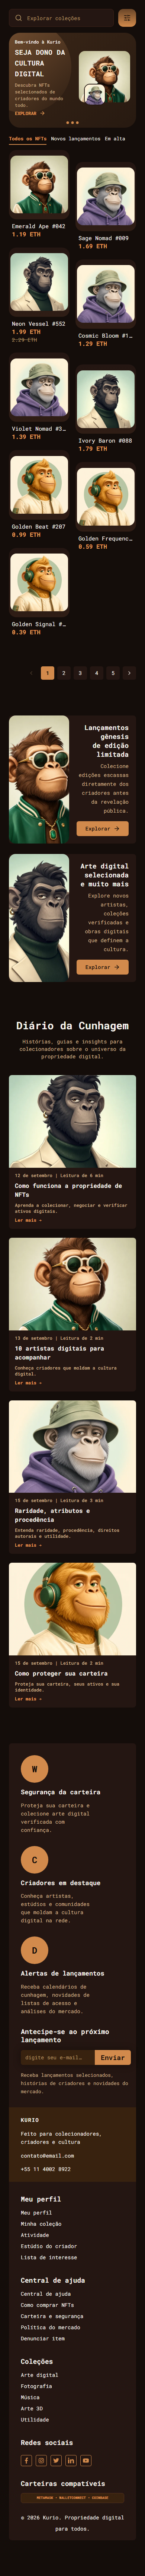 Explorar coleções
Bem-vindo à Kurio
SEJA DONO DA
CULTURA
DIGITAL
Descubra NFTs
selecionados de
criadores do mundo
todo.
EXPLORAR →
Todos os NFTs
Novos lançamentos
Em alta
Emerald Ape #042
1.19 ETH
Sage Nomad #009
1.69 ETH
Neon Vessel #552
1.99 ETH
2.29 ETH
Cosmic Bloom #1…
1.29 ETH
Violet Nomad #3…
1.39 ETH
Ivory Baron #088
1.79 ETH
Golden Beat #207
0.99 ETH
Golden Frequenc…
0.59 ETH
Golden Signal #…
0.39 ETH
1 2 3 4 5
Lançamentos
gênesis
de edição
limitada
Colecione
edições escassas
diretamente dos
criadores antes
da revelação
pública.
Explorar →
Arte digital
selecionada
e muito mais
Explore novos
artistas,
coleções
verificadas e
obras digitais
que definem a
cultura.
Explorar →
Diário da Cunhagem
Histórias, guias e insights para
colecionadores sobre o universo da
propriedade digital.
12 de setembro | Leitura de 6 min
Como funciona a propriedade de
NFTs
Aprenda a colecionar, negociar e verificar
ativos digitais.
Ler mais →
13 de setembro | Leitura de 2 min
10 artistas digitais para
acompanhar
Conheça criadores que moldam a cultura
digital.
Ler mais →
15 de setembro | Leitura de 3 min
Raridade, atributos e
procedência
Entenda raridade, procedência, direitos
autorais e utilidade.
Ler mais →
15 de setembro | Leitura de 2 min
Como proteger sua carteira
Proteja sua carteira, seus ativos e sua
identidade.
Ler mais →
W
Segurança da carteira
Proteja sua carteira e
colecione arte digital
verificada com
confiança.
C
Criadores em destaque
Conheça artistas,
estúdios e comunidades
que moldam a cultura
digital na rede.
D
Alertas de lançamentos
Receba calendários de
cunhagem, novidades de
listas de acesso e
análises do mercado.
Antecipe-se ao próximo
lançamento
digite seu e-mail…
Enviar
Receba lançamentos selecionados,
histórias de criadores e novidades do
mercado.
KURIO
Feito para colecionadores,
criadores e cultura
contato@email.com
+55 11 4002 8922
Meu perfil
Meu perfil
Minha coleção
Atividade
Estúdio do criador
Lista de interesse
Central de ajuda
Central de ajuda
Como comprar NFTs
Carteira e segurança
Política do mercado
Denunciar item
Coleções
Arte digital
Fotografia
Música
Arte 3D
Utilidade
Redes sociais
Carteiras compatíveis
METAMASK · WALLETCONNECT · COINBASE
© 2026 Kurio. Propriedade digital
para todos.